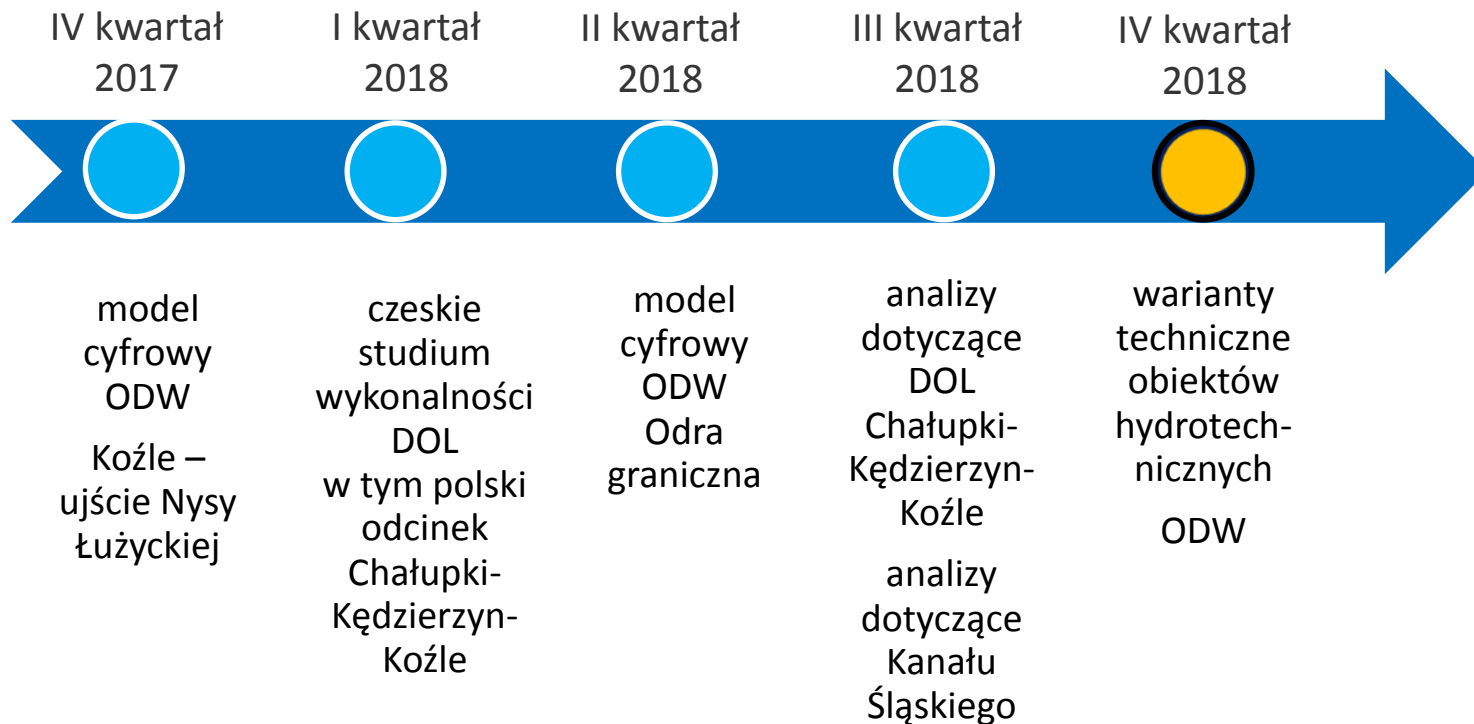 IV kwartał
2017
I kwartał
2018
II kwartał
2018
III kwartał
2018
IV kwartał
2018
model
cyfrowy
ODW
Koźle –
ujście Nysy
Łużyckiej
czeskie
studium
wykonalności
DOL
w tym polski
odcinek
Chałupki-
Kędzierzyn-
Koźle
model
cyfrowy
ODW
Odra
graniczna
analizy
dotyczące
DOL
Chałupki-
Kędzierzyn-
Koźle
analizy
dotyczące
Kanału
Śląskiego
warianty
techniczne
obiektów
hydrotech-
nicznych
ODW